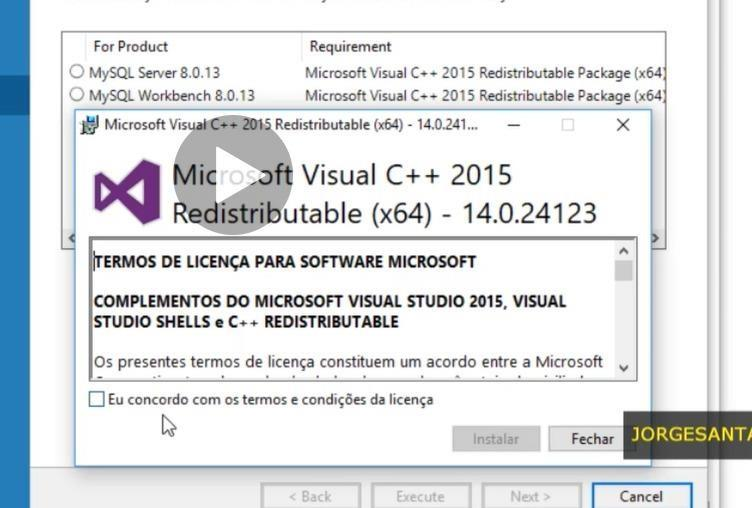 For Product Requirement
MySQL Server 8.0.13 Microsoft Visual C++ 2015 Redistributable Package (x64)
MySQL Workbench 8.0.13 Microsoft Visual C++ 2015 Redistributable Package (x64)
Microsoft Visual C++ 2015 Redistributable (x64) - 14.0.241...
Microsoft Visual C++ 2015
Redistributable (x64) - 14.0.24123
TERMOS DE LICENÇA PARA SOFTWARE MICROSOFT
COMPLEMENTOS DO MICROSOFT VISUAL STUDIO 2015, VISUAL
STUDIO SHELLS e C++ REDISTRIBUTABLE
Os presentes termos de licença constituem um acordo entre a Microsoft
Eu concordo com os termos e condições da licença
Instalar Fechar
JORGESANTA
< Back Execute Next > Cancel